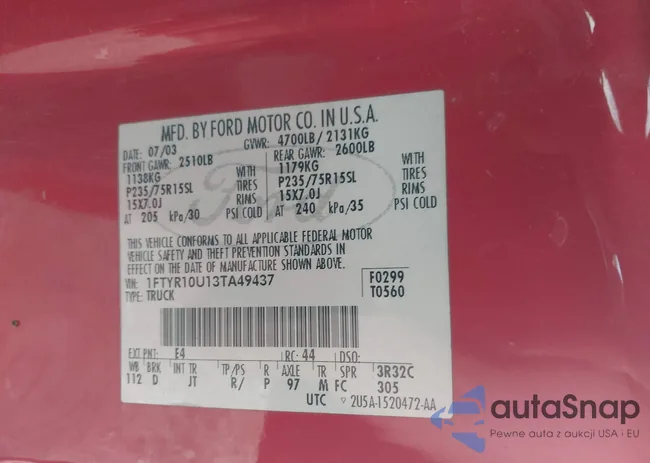 MFD. BY FORD MOTOR CO. IN U.S.A.
DATE: 07/03 GVWR: 4700LB/ 2131KG
FRONT GAWR: 2510LB REAR GAWR: 2600LB
1138KG WITH 1179KG WITH
P235/75R15SL TIRES P235/75R15SL TIRES
15X7.0J RIMS 15X7.0J RIMS
AT 205 kPa/30 PSI COLD AT 240 kPa/35 PSI COLD
Ford
THIS VEHICLE CONFORMS TO ALL APPLICABLE FEDERAL MOTOR
VEHICLE SAFETY AND THEFT PREVENTION STANDARDS IN
EFFECT ON THE DATE OF MANUFACTURE SHOWN ABOVE.
VIN: 1FTYR10U13TA49437 F0299
TYPE: TRUCK T0560
EXT PNT: E4 RC: 44 DSO:
WB BRK INT TR TP/PS R AXLE TR SPR 3R32C
112 D JT R/ P 97 M FC 305
UTC 2U5A-1520472-AA
autaSnap
Pewne auta z aukcji USA i EU